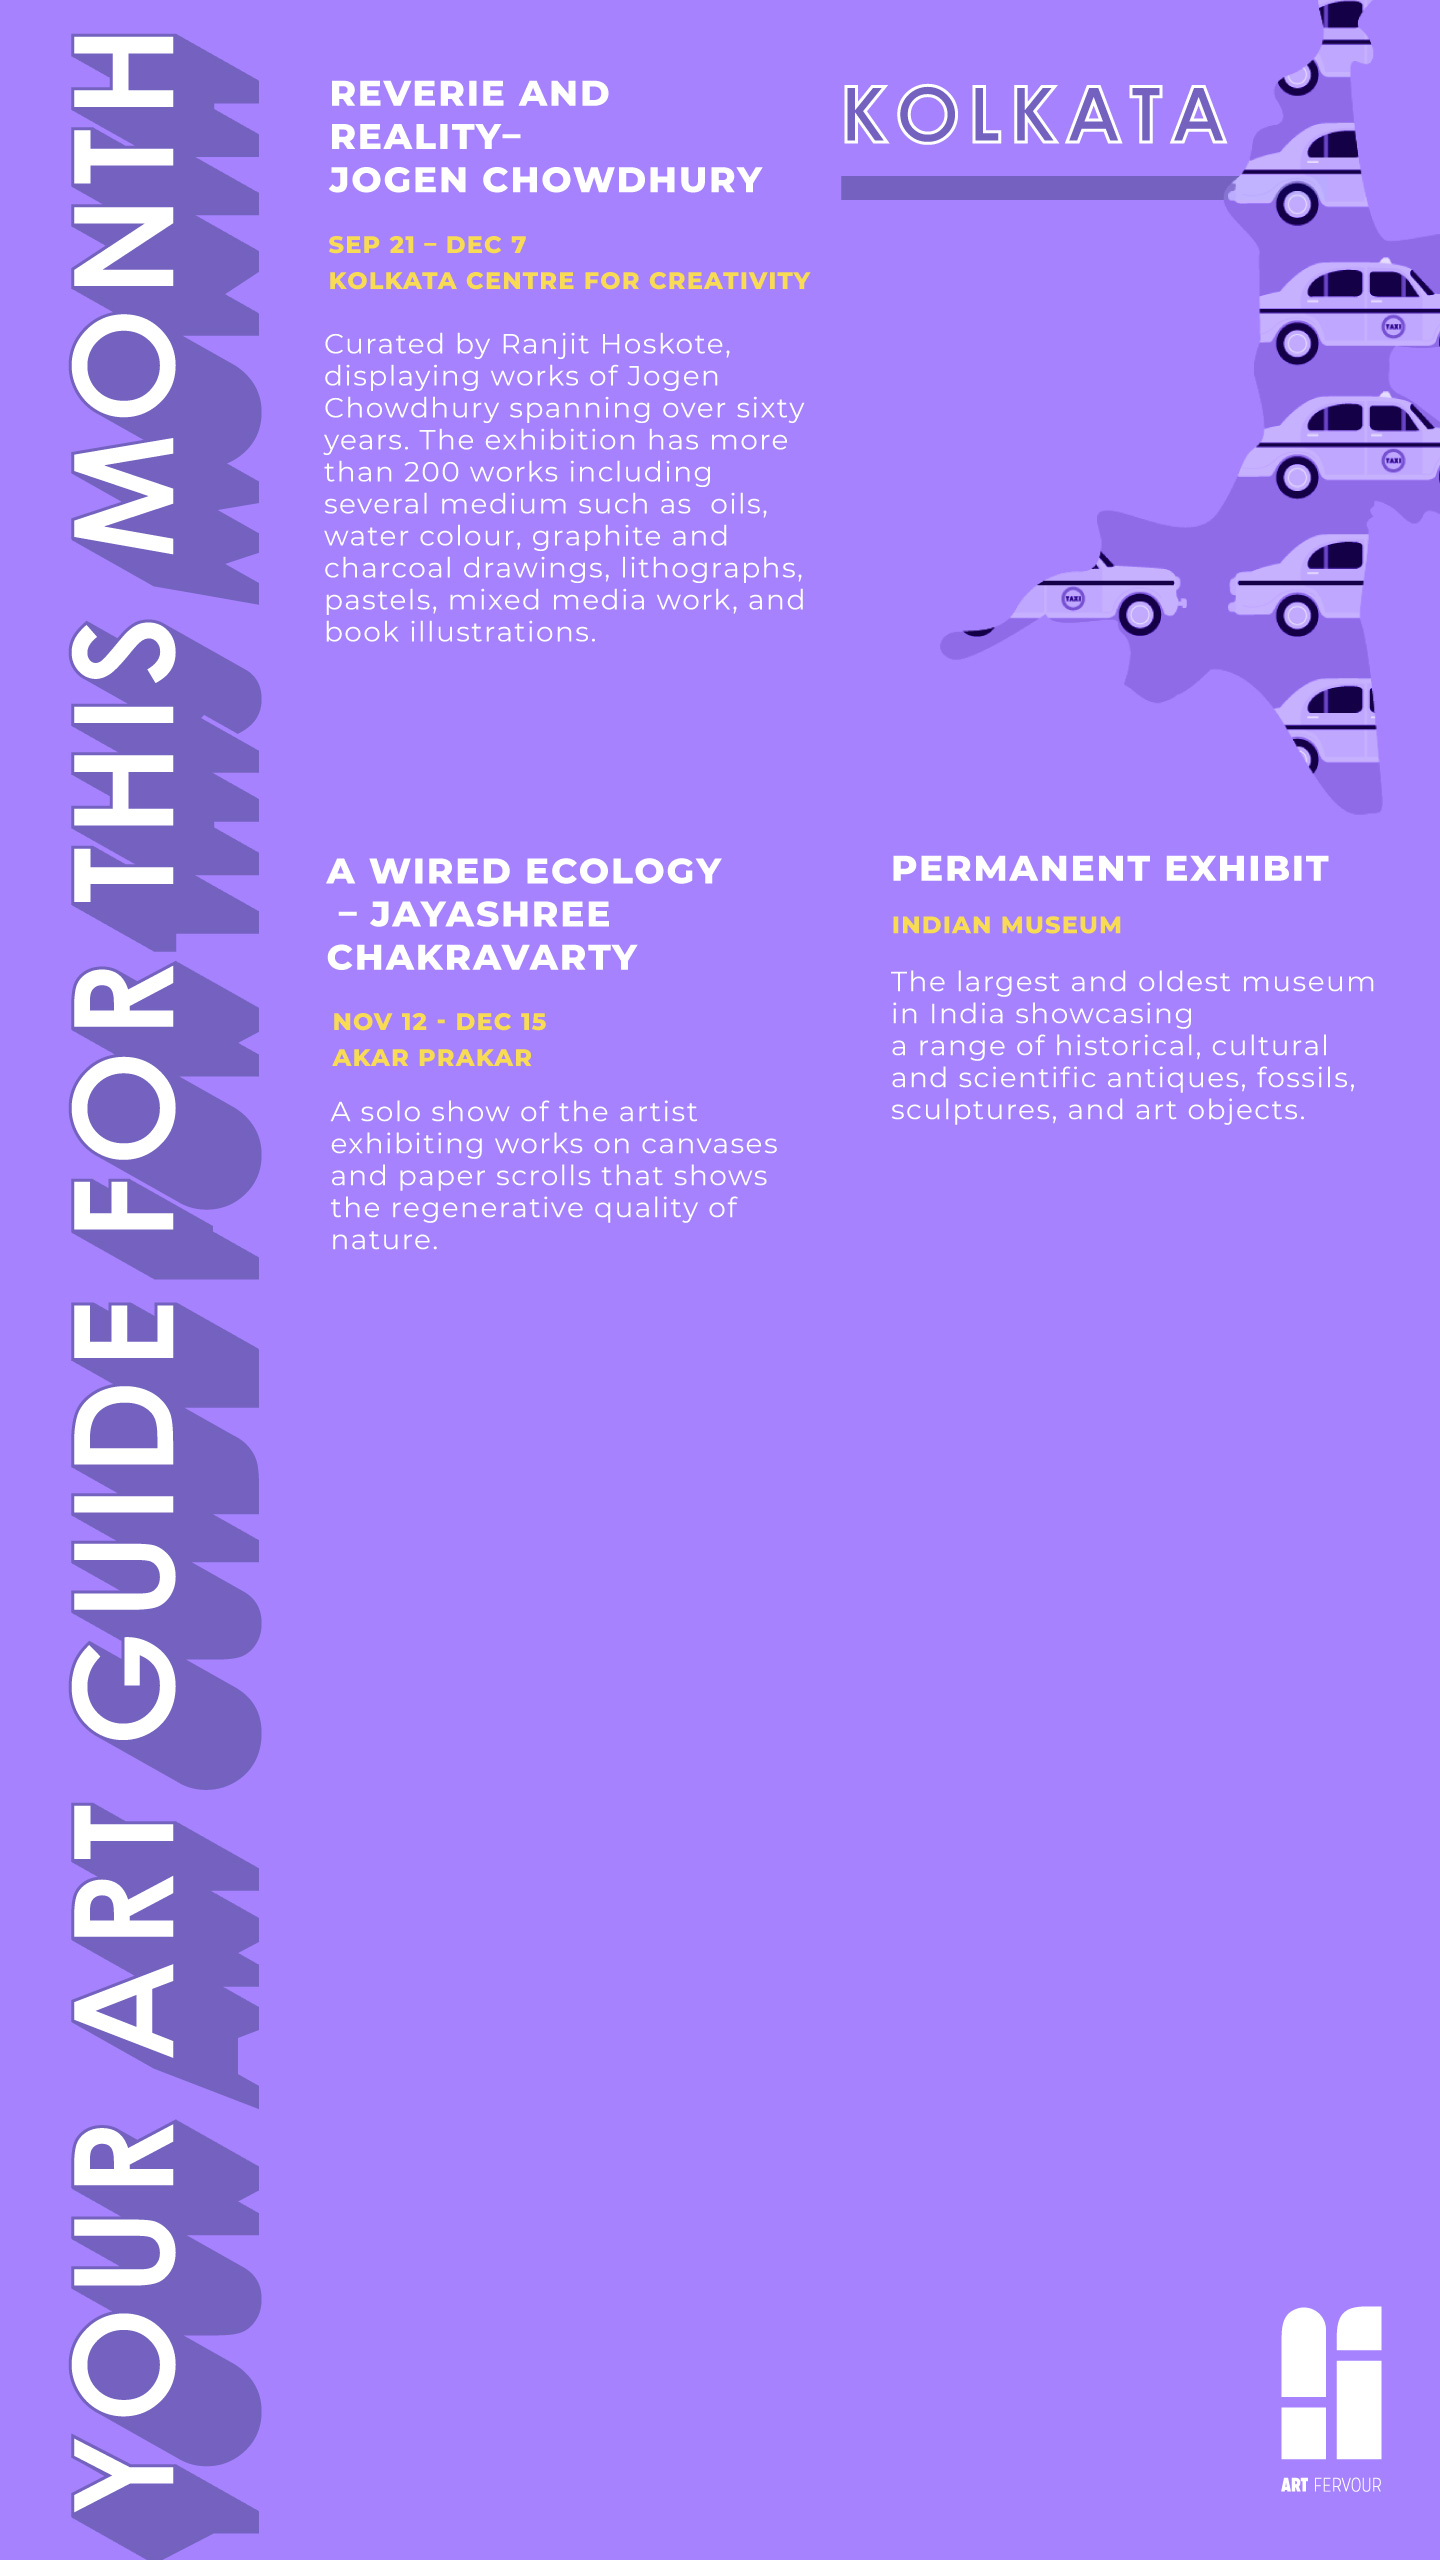 YOUR ART GUIDE FOR THIS MONTH
KOLKATA
REVERIE AND
REALITY–
JOGEN CHOWDHURY
SEP 21 – DEC 7
KOLKATA CENTRE FOR CREATIVITY
Curated by Ranjit Hoskote,
displaying works of Jogen
Chowdhury spanning over sixty
years. The exhibition has more
than 200 works including
several medium such as  oils,
water colour, graphite and
charcoal drawings, lithographs,
pastels, mixed media work, and
book illustrations.
TAXI
TAXI
TAXI
A WIRED ECOLOGY
– JAYASHREE
CHAKRAVARTY
NOV 12 - DEC 15
AKAR PRAKAR
A solo show of the artist
exhibiting works on canvases
and paper scrolls that shows
the regenerative quality of
nature.
PERMANENT EXHIBIT
INDIAN MUSEUM
The largest and oldest museum
in India showcasing
a range of historical, cultural
and scientific antiques, fossils,
sculptures, and art objects.
ART FERVOUR